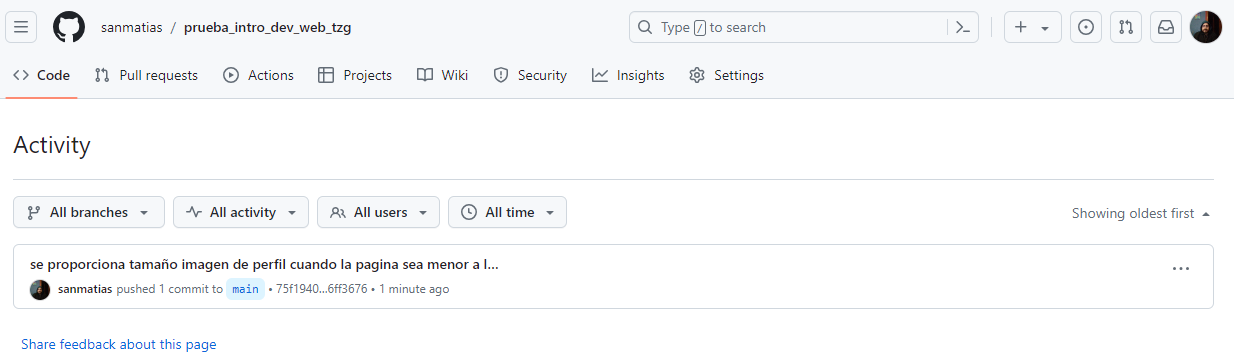 sanmatias / prueba_intro_dev_web_tzg
Type / to search
Code Pull requests Actions Projects Wiki Security Insights Settings
Activity
All branches All activity All users All time Showing oldest first
se proporciona tamaño imagen de perfil cuando la pagina sea menor a l...
sanmatias pushed 1 commit to main • 75f1940...6ff3676 • 1 minute ago
Share feedback about this page